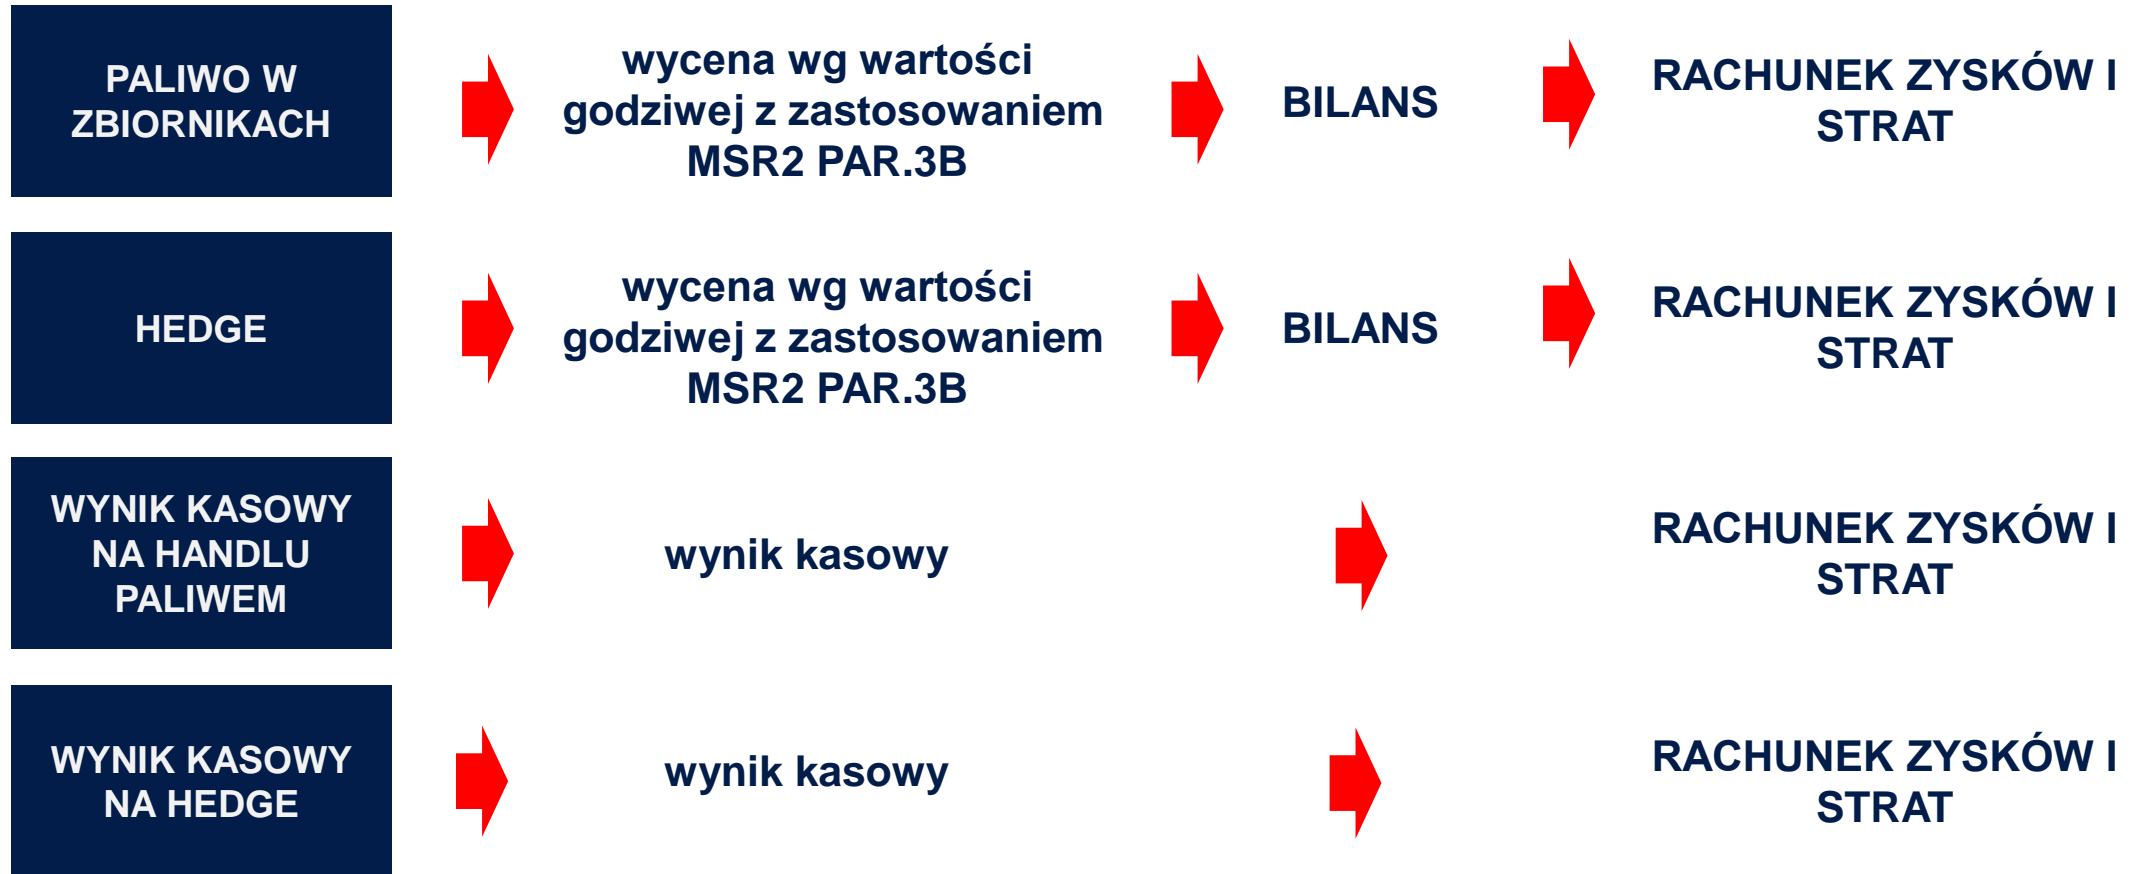 PALIWO W
ZBIORNIKACH
wycena wg wartości
godziwej z zastosowaniem
MSR2 PAR.3B
BILANS
RACHUNEK ZYSKÓW I
STRAT
HEDGE
wycena wg wartości
godziwej z zastosowaniem
MSR2 PAR.3B
BILANS
RACHUNEK ZYSKÓW I
STRAT
WYNIK KASOWY
NA HANDLU
PALIWEM
wynik kasowy
RACHUNEK ZYSKÓW I
STRAT
WYNIK KASOWY
NA HEDGE
wynik kasowy
RACHUNEK ZYSKÓW I
STRAT